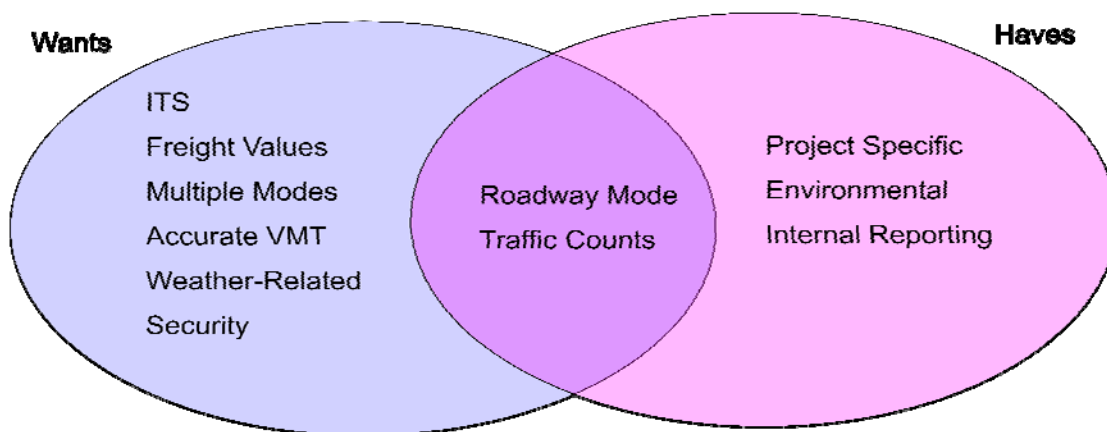 Wants
Haves
ITS
Freight Values
Multiple Modes
Accurate VMT
Weather-Related
Security
Roadway Mode
Traffic Counts
Project Specific
Environmental
Internal Reporting